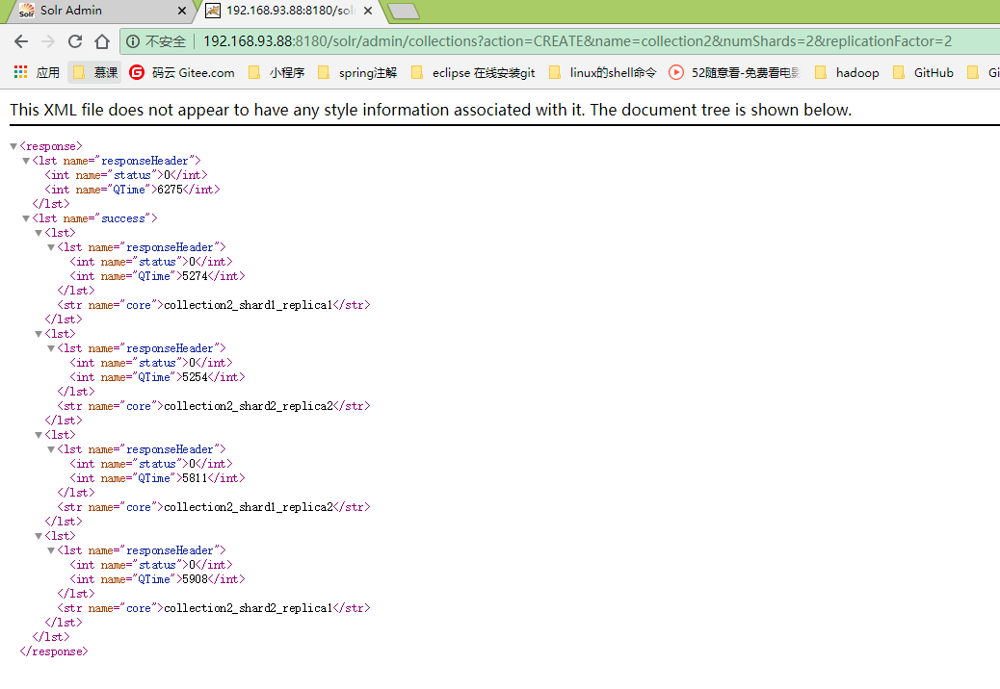 Solr Admin
192.168.93.88:8180/solr
不安全 192.168.93.88:8180/solr/admin/collections?action=CREATE&name=collection2&numShards=2&replicationFactor=2
应用 慕课 码云 Gitee.com 小程序 spring注解 eclipse 在线安装git linux的shell命令 52随意看-免费看电影 hadoop GitHub Gi
This XML file does not appear to have any style information associated with it. The document tree is shown below.
▼<response>
▼<lst name="responseHeader">
<int name="status">0</int>
<int name="QTime">6275</int>
</lst>
▼<lst name="success">
▼<lst>
▼<lst name="responseHeader">
<int name="status">0</int>
<int name="QTime">5274</int>
</lst>
<str name="core">collection2_shard1_replica1</str>
</lst>
▼<lst>
▼<lst name="responseHeader">
<int name="status">0</int>
<int name="QTime">5254</int>
</lst>
<str name="core">collection2_shard2_replica2</str>
</lst>
▼<lst>
▼<lst name="responseHeader">
<int name="status">0</int>
<int name="QTime">5811</int>
</lst>
<str name="core">collection2_shard1_replica2</str>
</lst>
▼<lst>
▼<lst name="responseHeader">
<int name="status">0</int>
<int name="QTime">5908</int>
</lst>
<str name="core">collection2_shard2_replica1</str>
</lst>
</lst>
</response>